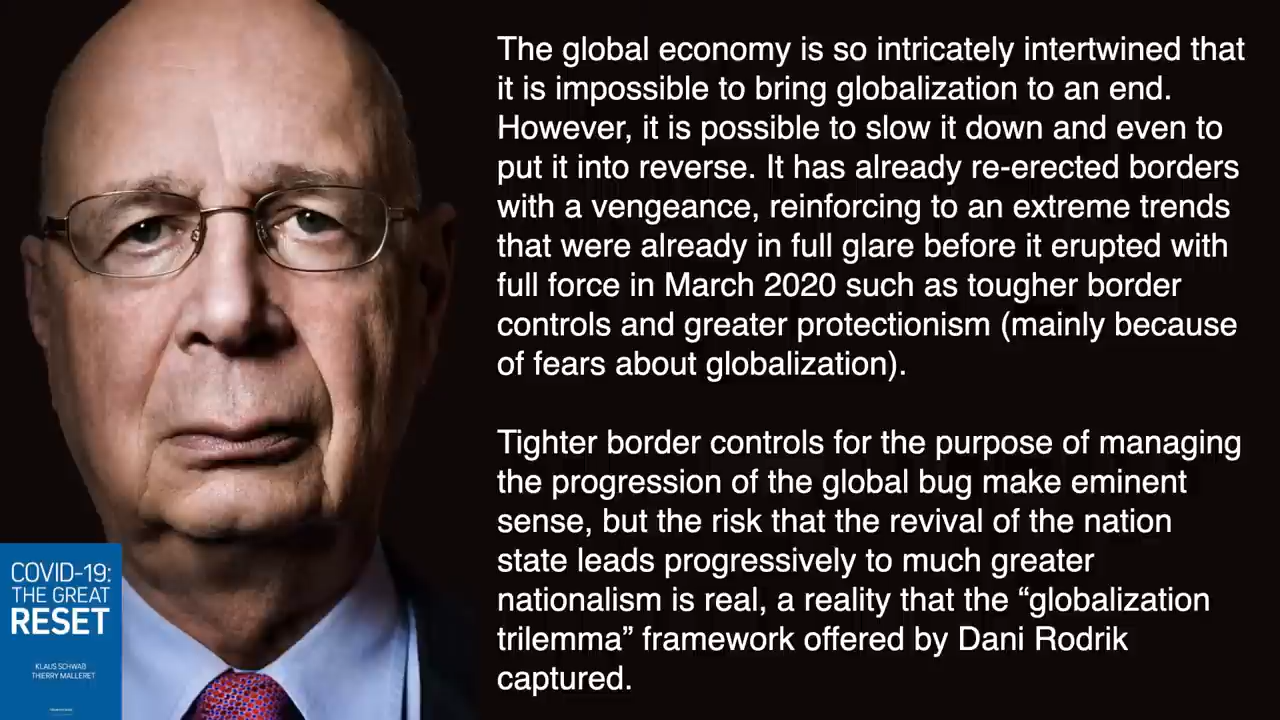 The global economy is so intricately intertwined that
it is impossible to bring globalization to an end.
However, it is possible to slow it down and even to
put it into reverse. It has already re-erected borders
with a vengeance, reinforcing to an extreme trends
that were already in full glare before it erupted with
full force in March 2020 such as tougher border
controls and greater protectionism (mainly because
of fears about globalization).
Tighter border controls for the purpose of managing
the progression of the global bug make eminent
sense, but the risk that the revival of the nation
state leads progressively to much greater
nationalism is real, a reality that the “globalization
trilemma” framework offered by Dani Rodrik
captured.
COVID-19:
THE GREAT
RESET
KLAUS SCHWAB
THIERRY MALLERET